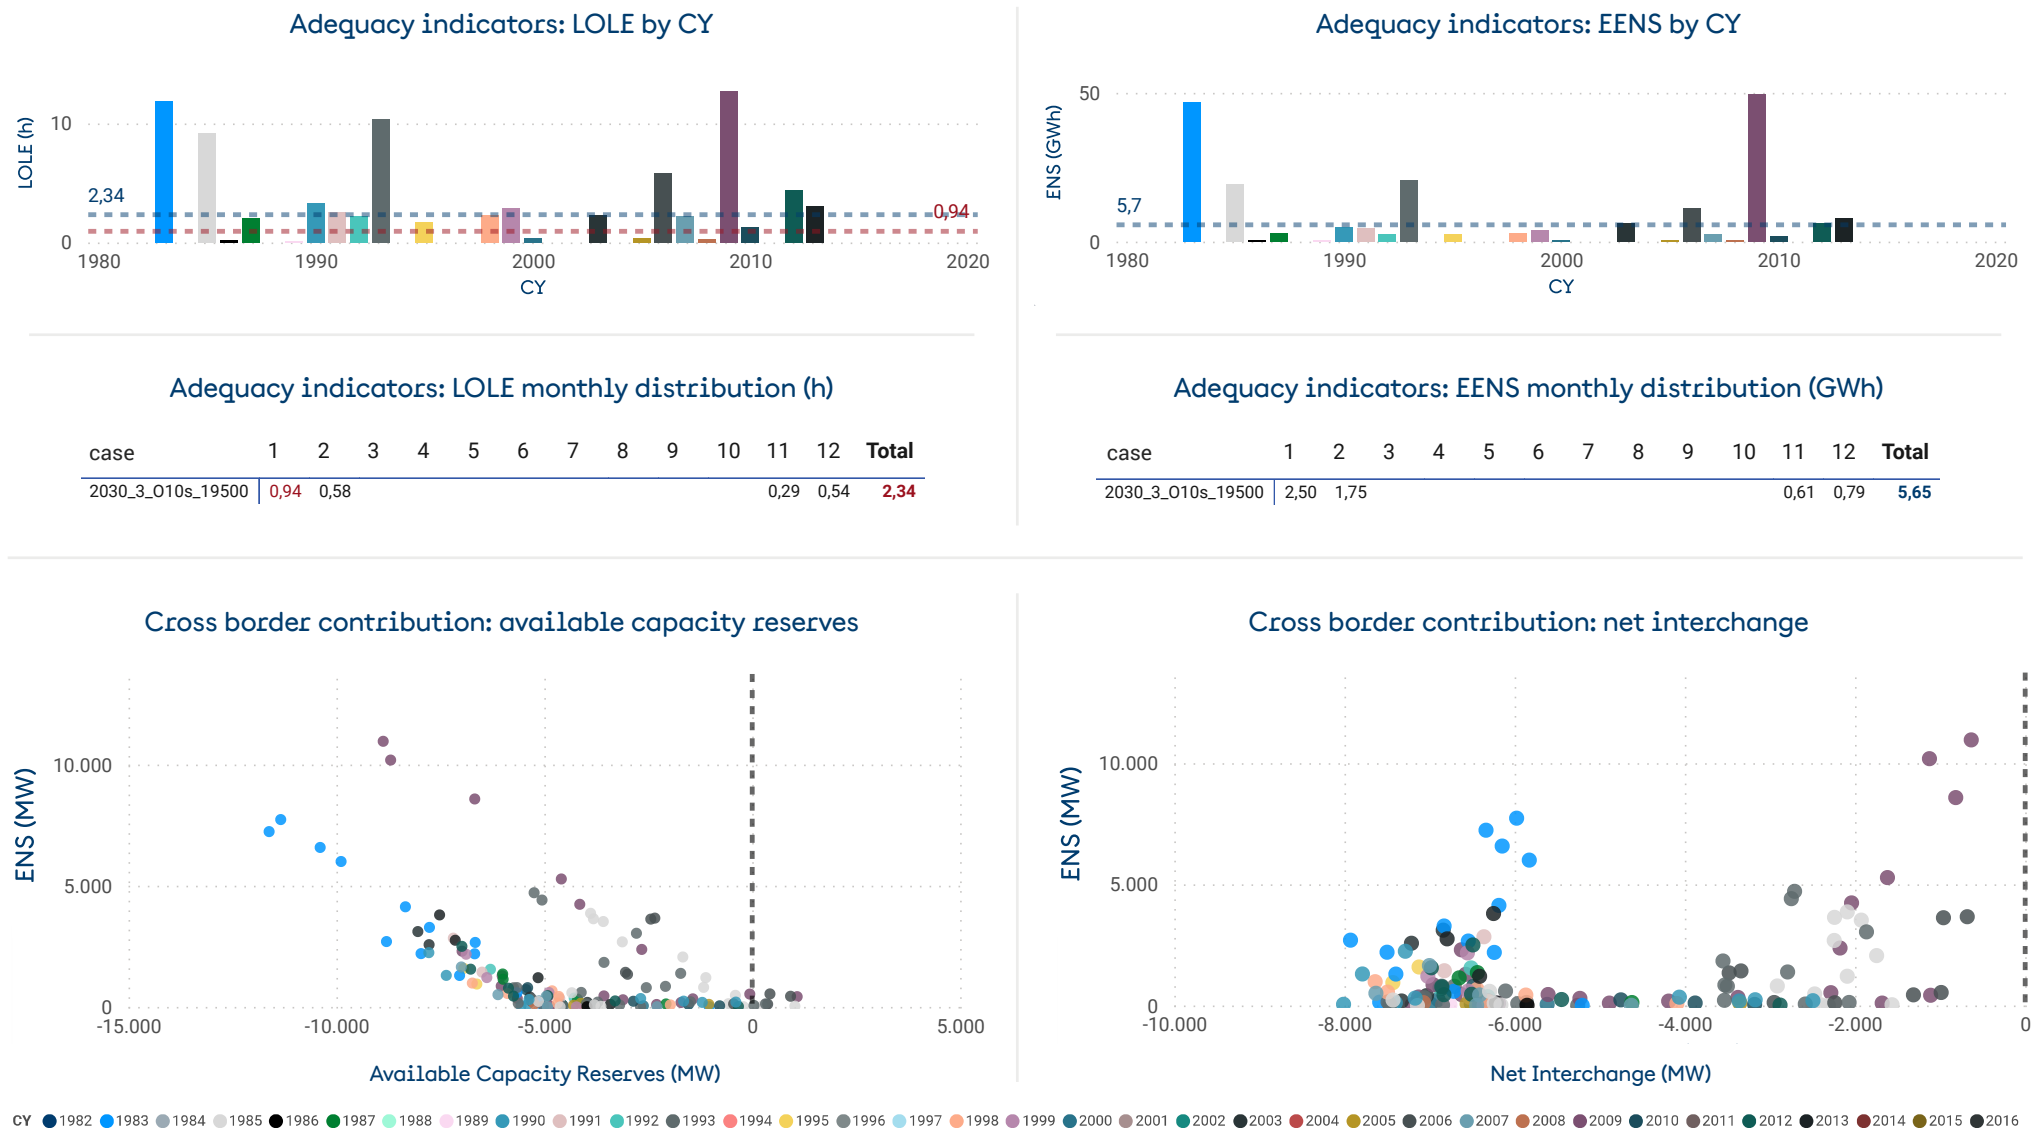 Adequacy indicators: LOLE by CY
LOLE (h)
10
0
2,34
0,94
1980 1990 2000 2010 2020
CY
Adequacy indicators: EENS by CY
ENS (GWh)
50
0
5,7
1980 1990 2000 2010 2020
CY
Adequacy indicators: LOLE monthly distribution (h)
case 1 2 3 4 5 6 7 8 9 10 11 12 Total
2030_3_O10s_19500 0,94 0,58 0,29 0,54 2,34
Adequacy indicators: EENS monthly distribution (GWh)
case 1 2 3 4 5 6 7 8 9 10 11 12 Total
2030_3_O10s_19500 2,50 1,75 0,61 0,79 5,65
Cross border contribution: available capacity reserves
ENS (MW)
10.000
5.000
0
-15.000 -10.000 -5.000 0 5.000
Available Capacity Reserves (MW)
Cross border contribution: net interchange
ENS (MW)
10.000
5.000
0
-10.000 -8.000 -6.000 -4.000 -2.000 0
Net Interchange (MW)
CY 1982 1983 1984 1985 1986 1987 1988 1989 1990 1991 1992 1993 1994 1995 1996 1997 1998 1999 2000 2001 2002 2003 2004 2005 2006 2007 2008 2009 2010 2011 2012 2013 2014 2015 2016